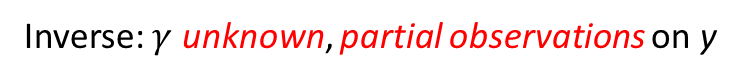 Inverse: γ unknown, partial observations on y